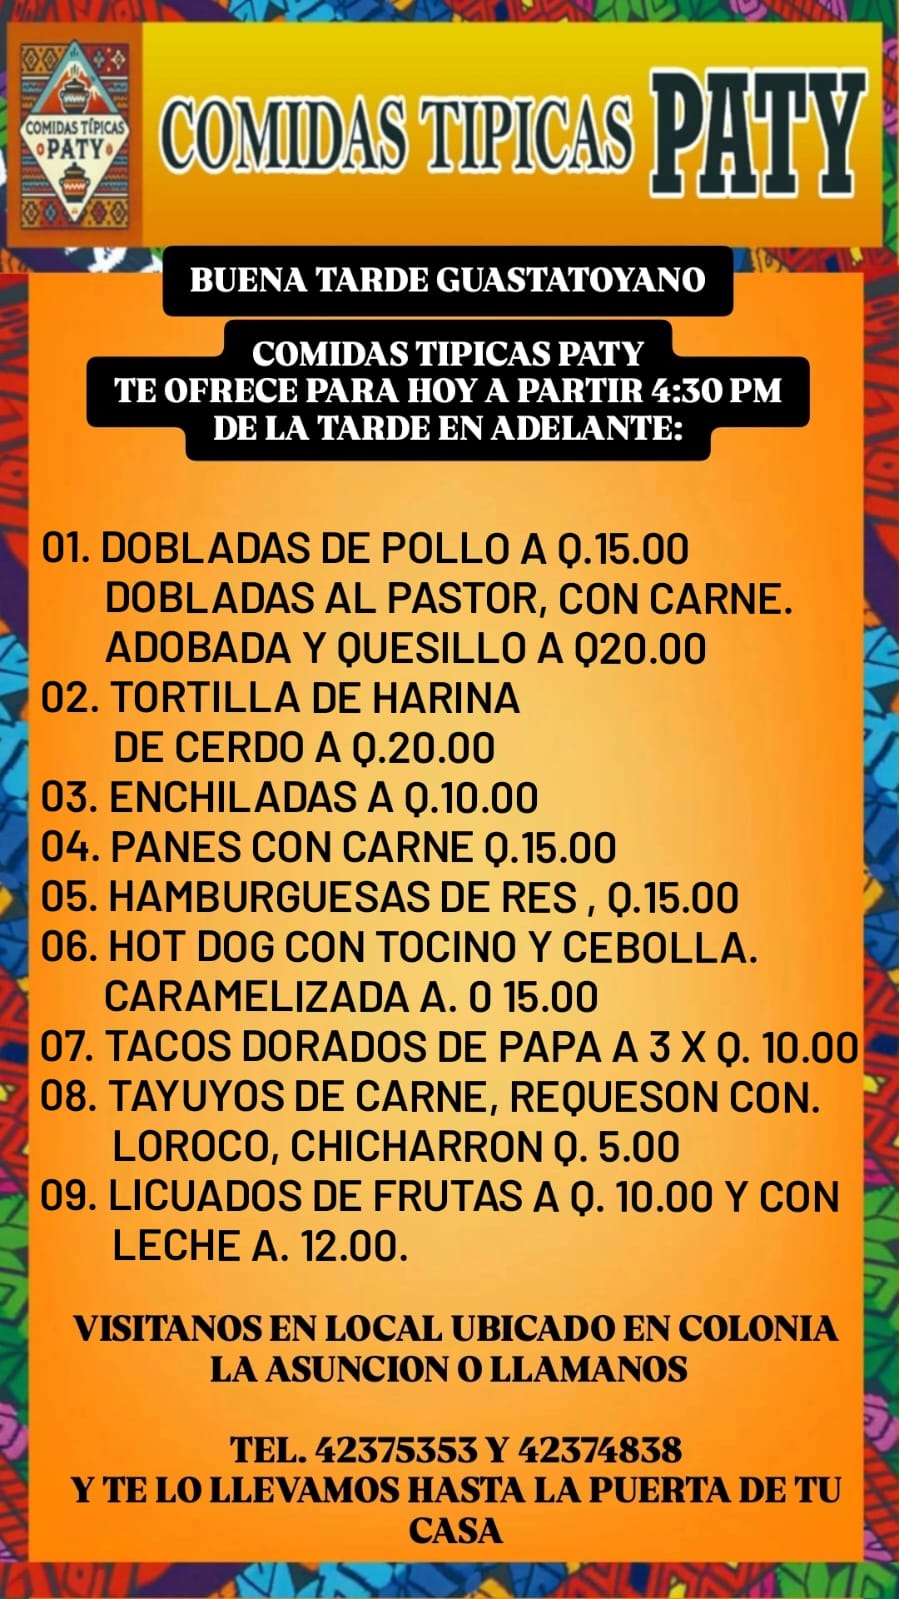 COMIDAS TÍPICAS
PATY
COMIDAS TIPICAS PATY
BUENA TARDE GUASTATOYANO
COMIDAS TIPICAS PATY
TE OFRECE PARA HOY A PARTIR 4:30 PM
DE LA TARDE EN ADELANTE:
01. DOBLADAS DE POLLO A Q.15.00
DOBLADAS AL PASTOR, CON CARNE.
ADOBADA Y QUESILLO A Q20.00
02. TORTILLA DE HARINA
DE CERDO A Q.20.00
03. ENCHILADAS A Q.10.00
04. PANES CON CARNE Q.15.00
05. HAMBURGUESAS DE RES , Q.15.00
06. HOT DOG CON TOCINO Y CEBOLLA.
CARAMELIZADA A. 0 15.00
07. TACOS DORADOS DE PAPA A 3 X Q. 10.00
08. TAYUYOS DE CARNE, REQUESON CON.
LOROCO, CHICHARRON Q. 5.00
09. LICUADOS DE FRUTAS A Q. 10.00 Y CON
LECHE A. 12.00.
VISITANOS EN LOCAL UBICADO EN COLONIA
LA ASUNCION O LLAMANOS
TEL. 42375353 Y 42374838
Y TE LO LLEVAMOS HASTA LA PUERTA DE TU
CASA